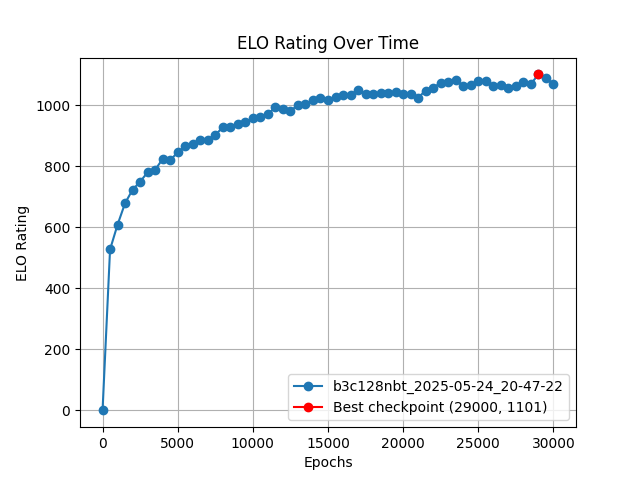 ELO Rating Over Time
1000
800
600
400
200
0
ELO Rating
b3c128nbt_2025-05-24_20-47-22
Best checkpoint (29000, 1101)
0 5000 10000 15000 20000 25000 30000
Epochs